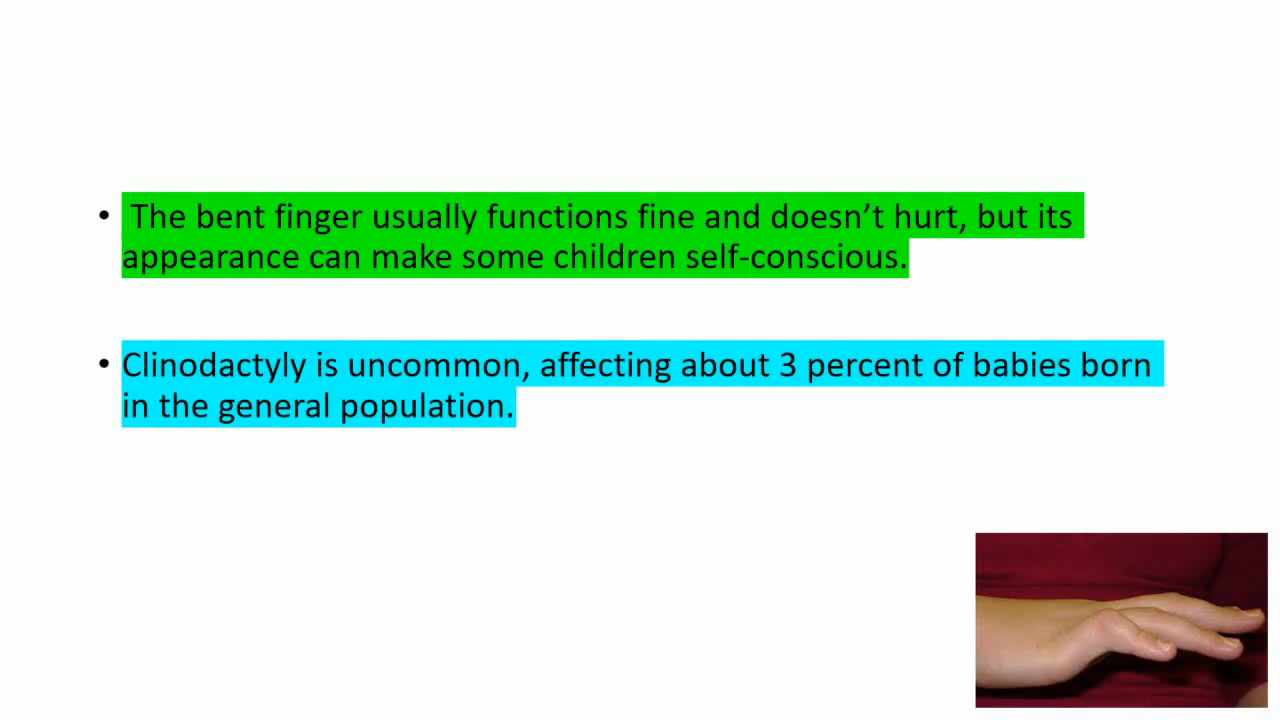 • The bent finger usually functions fine and doesn’t hurt, but its
appearance can make some children self-conscious.
• Clinodactyly is uncommon, affecting about 3 percent of babies born
in the general population.